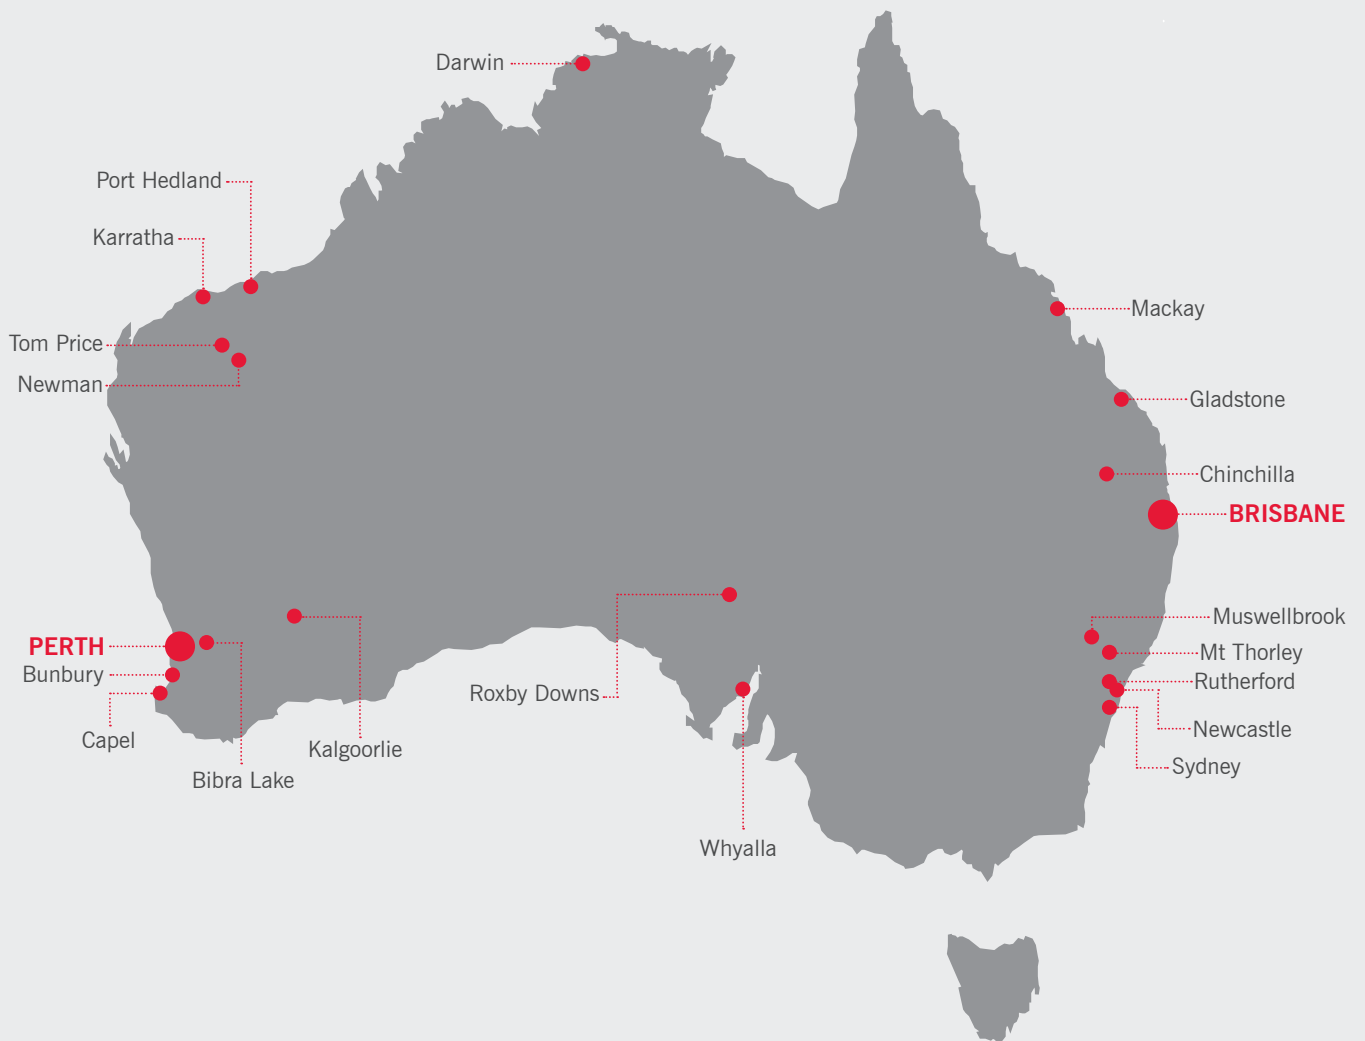 Darwin
Port Hedland
Karratha
Mackay
Tom Price
Newman
Gladstone
Chinchilla
BRISBANE
Muswellbrook
PERTH
Mt Thorley
Bunbury
Rutherford
Roxby Downs
Newcastle
Capel
Kalgoorlie
Sydney
Bibra Lake
Whyalla